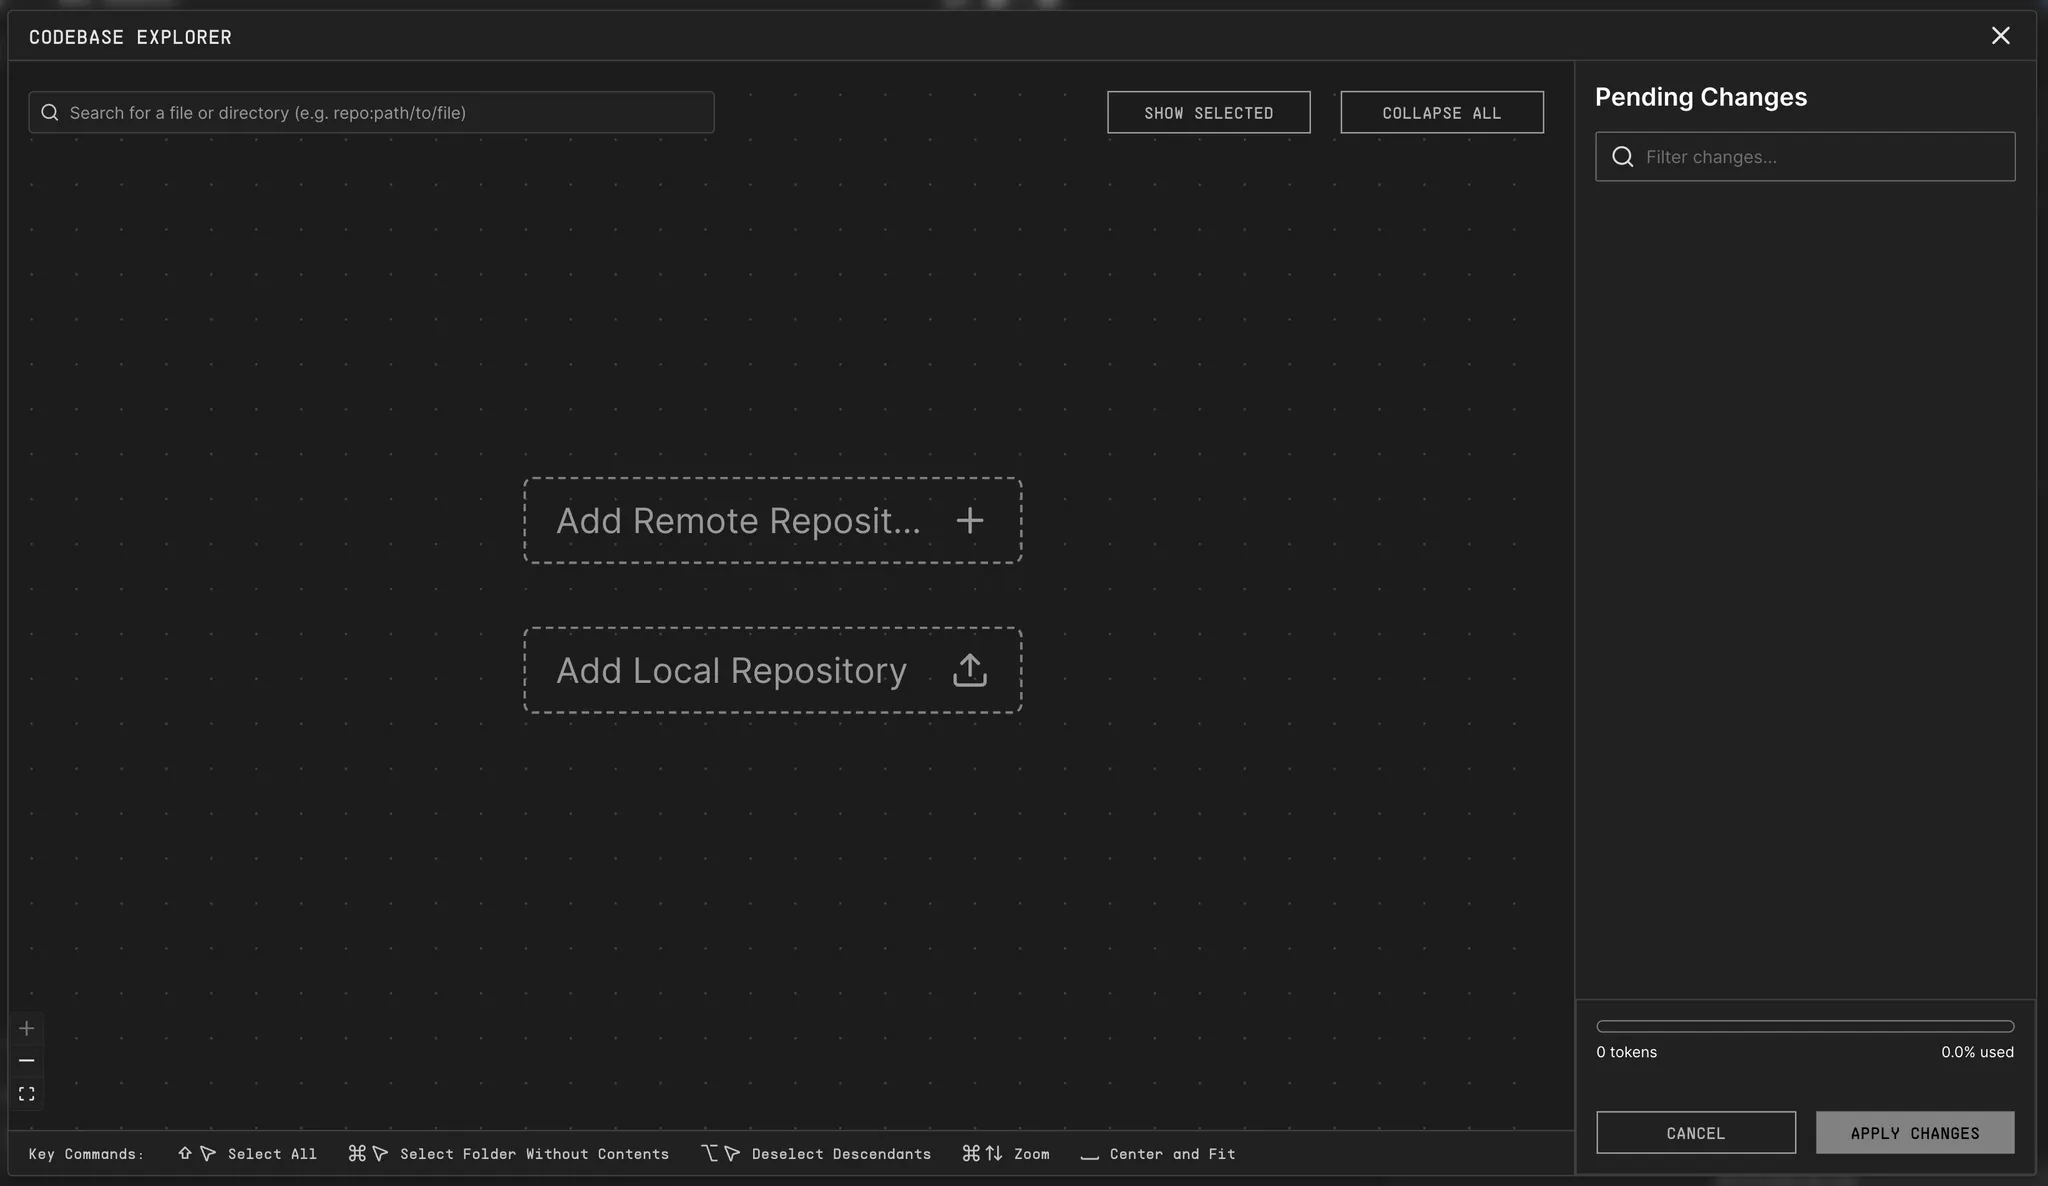 CODEBASE EXPLORER
Search for a file or directory (e.g. repo:path/to/file)
SHOW SELECTED
COLLAPSE ALL
Pending Changes
Filter changes...
Add Remote Reposit...
Add Local Repository
0 tokens
0.0% used
CANCEL
APPLY CHANGES
Key Commands: Select All Select Folder Without Contents Deselect Descendants Zoom Center and Fit